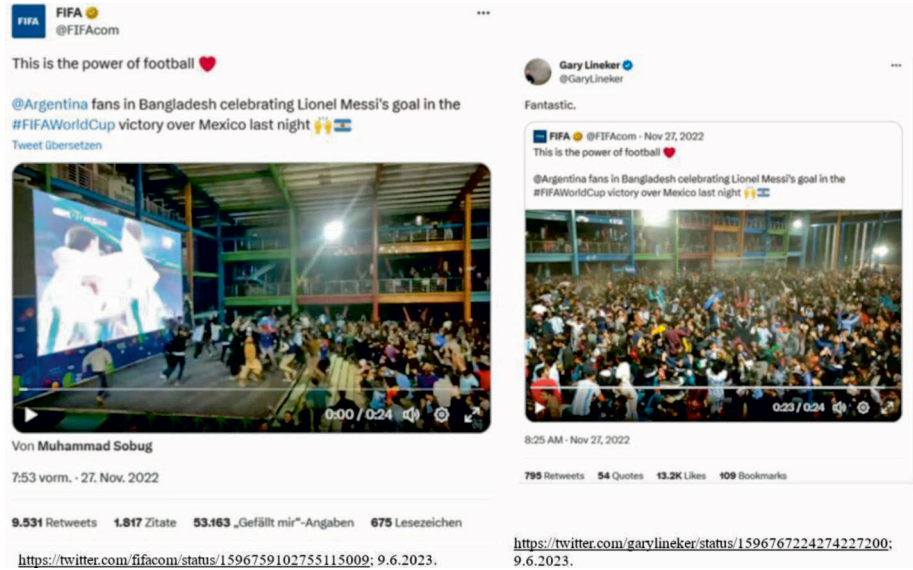 FIFA
FIFA
@FIFAcom
This is the power of football
@Argentina fans in Bangladesh celebrating Lionel Messi's goal in the
#FIFAWorldCup victory over Mexico last night
Tweet übersetzen
0:00 / 0:24
Von Muhammad Sobug
7:53 vorm. · 27. Nov. 2022
9.531 Retweets 1.817 Zitate 53.163 „Gefällt mir"-Angaben 675 Lesezeichen
https://twitter.com/fifacom/status/1596759102755115009; 9.6.2023.
Gary Lineker
@GaryLineker
Fantastic.
FIFA @FIFAcom · Nov 27, 2022
This is the power of football
@Argentina fans in Bangladesh celebrating Lionel Messi's goal in the
#FIFAWorldCup victory over Mexico last night
0:23 / 0:24
8:25 AM · Nov 27, 2022
795 Retweets 54 Quotes 13.2K Likes 109 Bookmarks
https://twitter.com/garylineker/status/1596767224274227200;
9.6.2023.